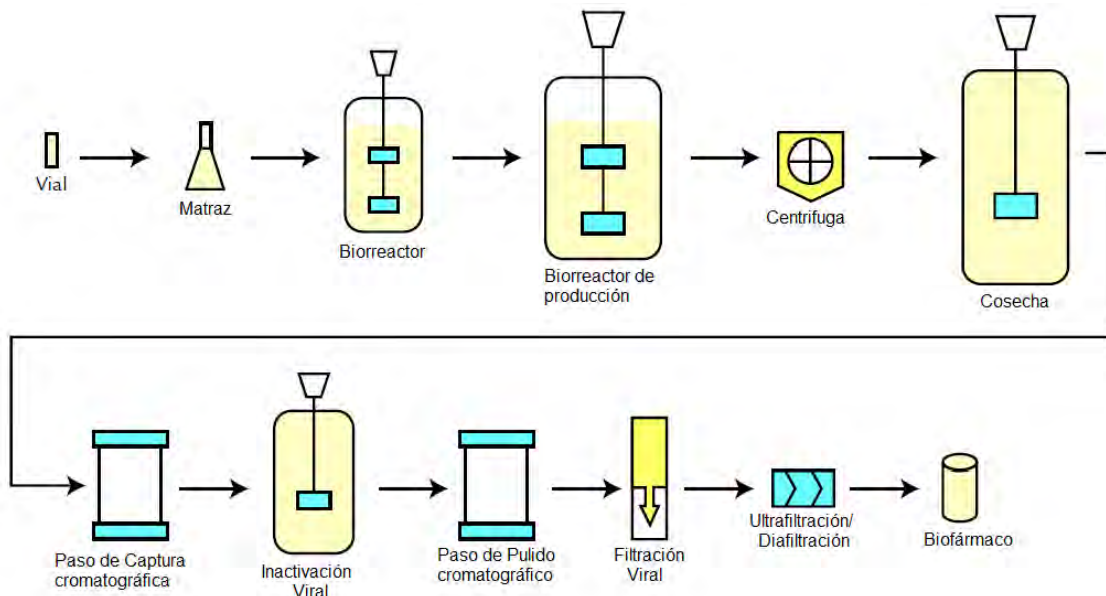 Vial
Matraz
Biorreactor
Biorreactor de
producción
Centrifuga
Cosecha
Paso de Captura
cromatográfica
Inactivación
Viral
Paso de Pulido
cromatográfico
Filtración
Viral
Ultrafiltración/
Diafiltración
Biofármaco